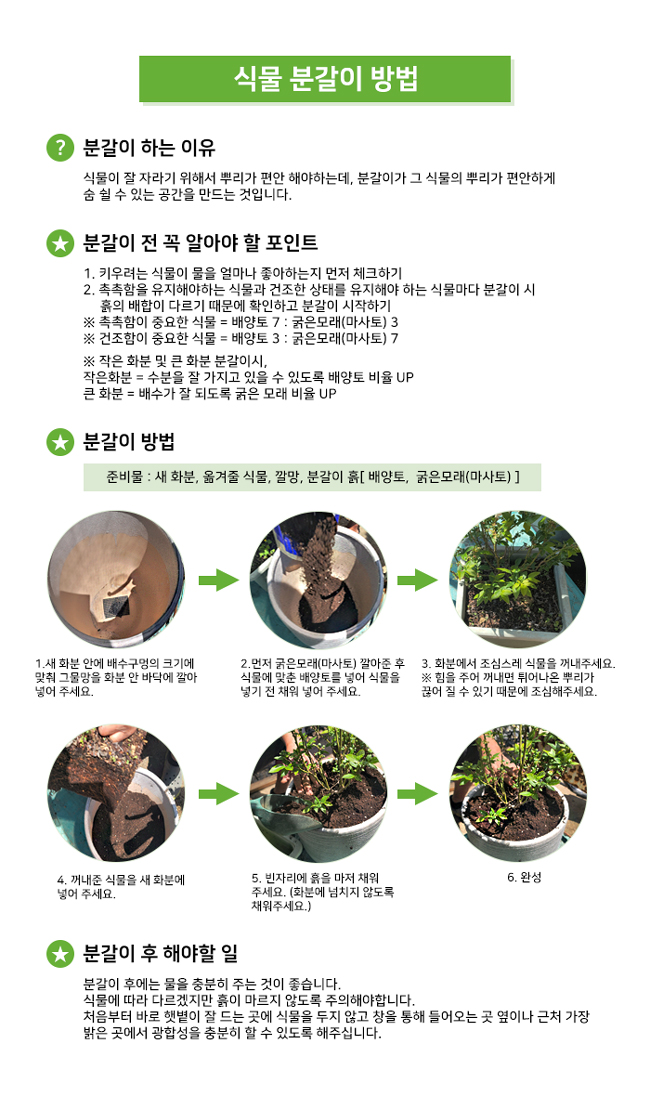 식물 분갈이 방법
? 분갈이 하는 이유
식물이 잘 자라기 위해서 뿌리가 편안 해야하는데, 분갈이가 그 식물의 뿌리가 편안하게
숨 쉴 수 있는 공간을 만드는 것입니다.
분갈이 전 꼭 알아야 할 포인트
1. 키우려는 식물이 물을 얼마나 좋아하는지 먼저 체크하기
2. 촉촉함을 유지해야하는 식물과 건조한 상태를 유지해야 하는 식물마다 분갈이 시
흙의 배합이 다르기 때문에 확인하고 분갈이 시작하기
※ 촉촉함이 중요한 식물 = 배양토 7 : 굵은모래(마사토) 3
※ 건조함이 중요한 식물 = 배양토 3 : 굵은모래(마사토) 7
※ 작은 화분 및 큰 화분 분갈이시,
작은화분 = 수분을 잘 가지고 있을 수 있도록 배양토 비율 UP
큰 화분 = 배수가 잘 되도록 굵은 모래 비율 UP
분갈이 방법
준비물 : 새 화분, 옮겨줄 식물, 깔망, 분갈이 흙[ 배양토, 굵은모래(마사토) ]
1.새 화분 안에 배수구멍의 크기에
맞춰 그물망을 화분 안 바닥에 깔아
넣어 주세요.
2.먼저 굵은모래(마사토) 깔아준 후
식물에 맞춘 배양토를 넣어 식물을
넣기 전 채워 넣어 주세요.
3. 화분에서 조심스레 식물을 꺼내주세요.
※ 힘을 주어 꺼내면 튀어나온 뿌리가
끊어 질 수 있기 때문에 조심해주세요.
4. 꺼내준 식물을 새 화분에
넣어 주세요.
5. 빈자리에 흙을 마저 채워
주세요. (화분에 넘치지 않도록
채워주세요.)
6. 완성
분갈이 후 해야할 일
분갈이 후에는 물을 충분히 주는 것이 좋습니다.
식물에 따라 다르겠지만 흙이 마르지 않도록 주의해야합니다.
처음부터 바로 햇볕이 잘 드는 곳에 식물을 두지 않고 창을 통해 들어오는 곳 옆이나 근처 가장
밝은 곳에서 광합성을 충분히 할 수 있도록 해주십니다.